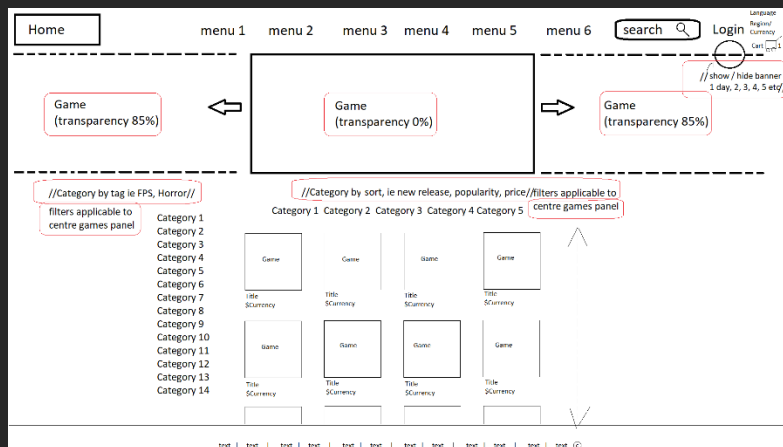 Home
menu 1 menu 2 menu 3 menu 4 menu 5 menu 6
search
Login
Language
Region/
Currency
Cart 1
//show / hide banner
1 day, 2, 3, 4, 5 etc//
Game
(transparency 85%)
Game
(transparency 0%)
Game
(transparency 85%)
//Category by tag ie FPS, Horror//
filters applicable to
centre games panel
//Category by sort, ie new release, popularity, price//filters applicable to
centre games panel
Category 1 Category 2 Category 3 Category 4 Category 5
Category 1
Category 2
Category 3
Category 4
Category 5
Category 6
Category 7
Category 8
Category 9
Category 10
Category 11
Category 12
Category 13
Category 14
Game Game Game Game
Title Title Title Title
$Currency $Currency $Currency $Currency
Game Game Game Game
Title Title Title Title
$Currency $Currency $Currency $Currency
text | text | text | text | text | text | text | text | text | text | text | text C